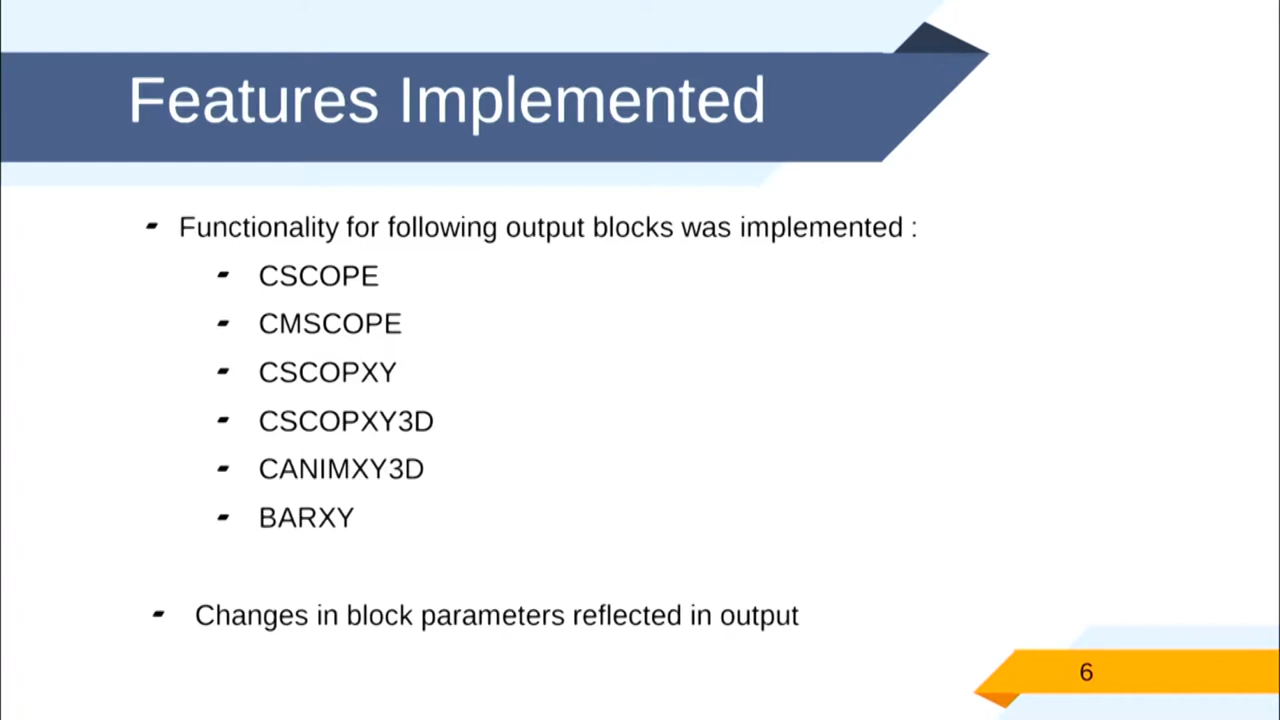 Features Implemented
Functionality for following output blocks was implemented :
CSCOPE
CMSCOPE
CSCOPXY
CSCOPXY3D
CANIMXY3D
BARXY
Changes in block parameters reflected in output
6